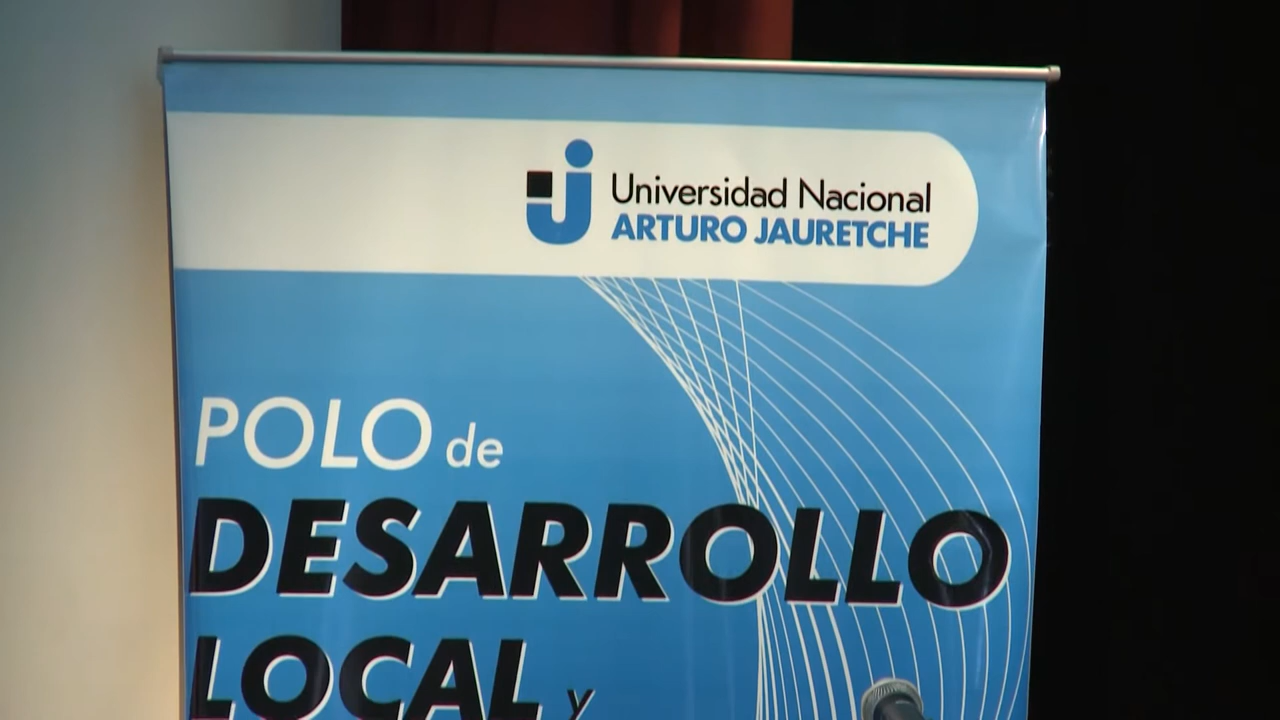 Universidad Nacional
ARTURO JAURETCHE
POLO de
DESARROLLO
LOCAL y